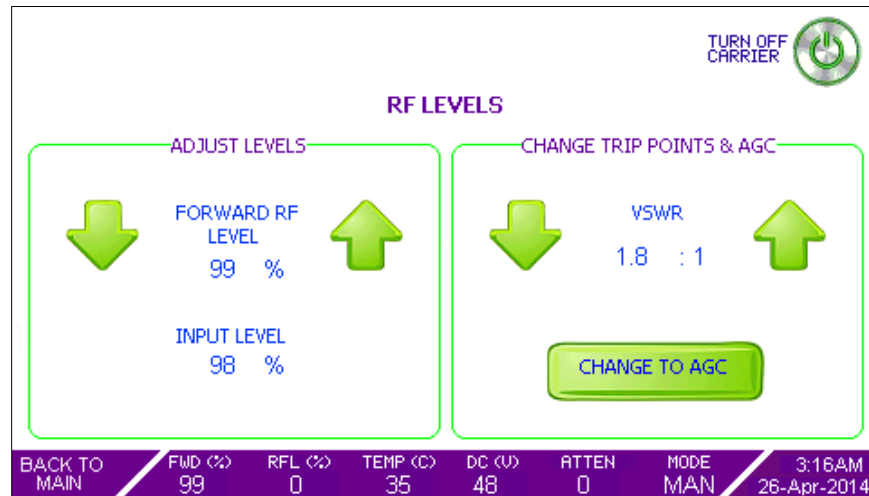 TURN OFF
CARRIER
RF LEVELS
ADJUST LEVELS
FORWARD RF
LEVEL
99 %
INPUT LEVEL
98 %
CHANGE TRIP POINTS & AGC
VSWR
1.8 : 1
CHANGE TO AGC
BACK TO
MAIN
FWD (%) RFL (%) TEMP (C) DC (V) ATTEN MODE
99 0 35 48 0 MAN
3:16AM
26-Apr-2014